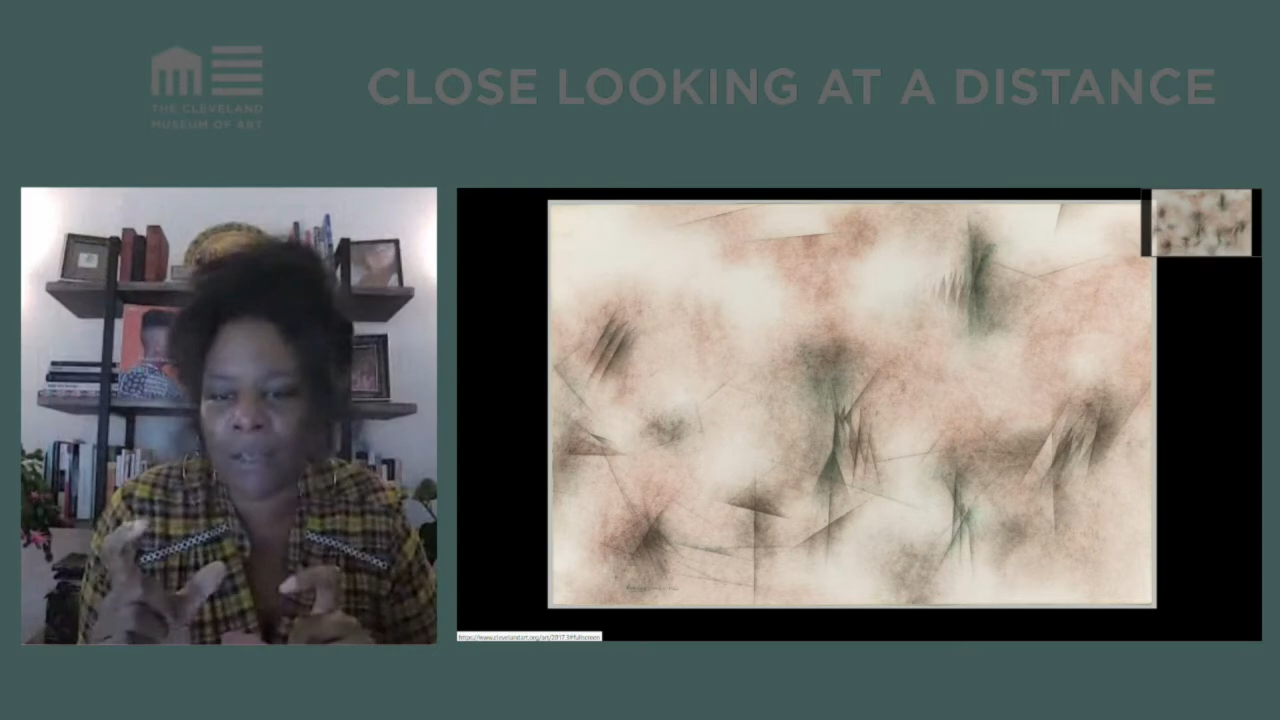 THE CLEVELAND
MUSEUM OF ART
CLOSE LOOKING AT A DISTANCE